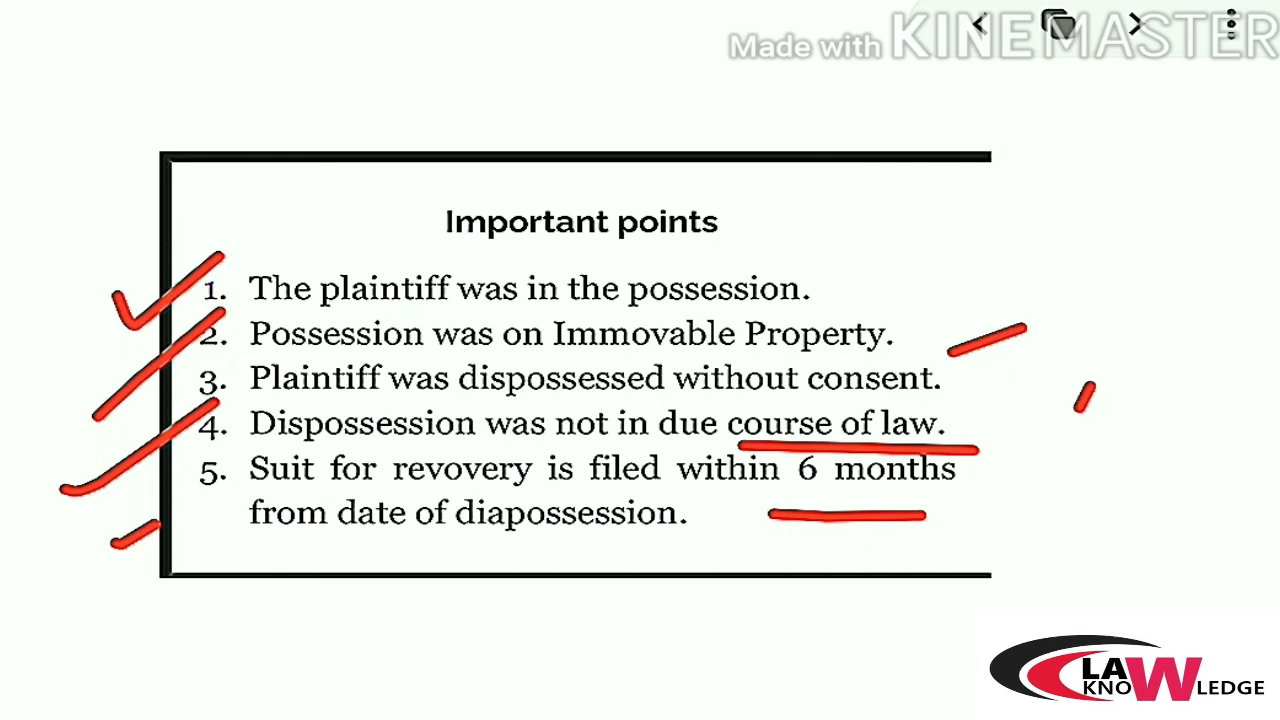 Made with KINEMASTER
Important points
1. The plaintiff was in the possession.
2. Possession was on Immovable Property.
3. Plaintiff was dispossessed without consent.
4. Dispossession was not in due course of law.
5. Suit for revovery is filed within 6 months
from date of diapossession.
LAW
KNOWLEDGE